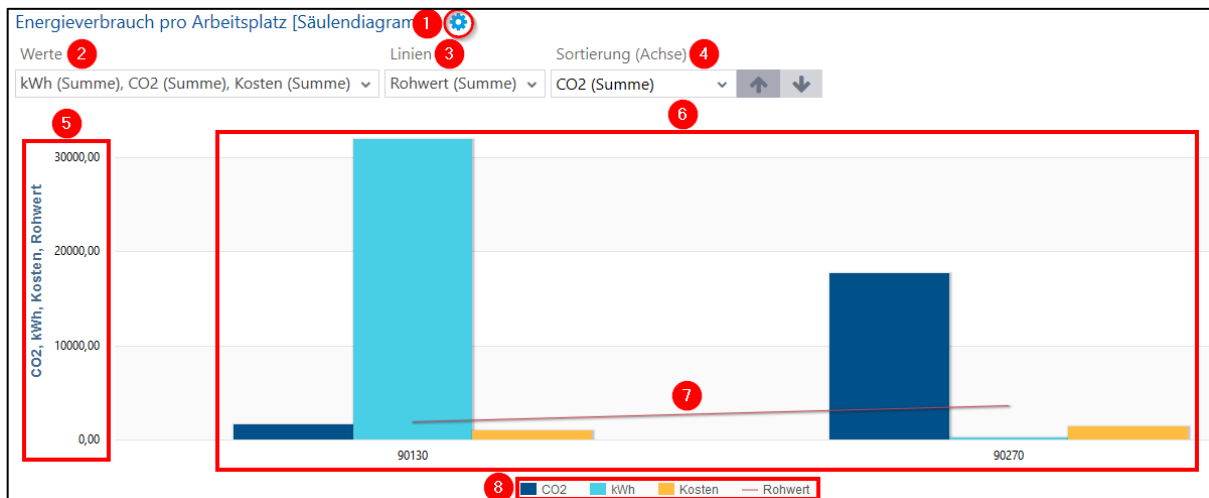 Energieverbrauch pro Arbeitsplatz [Säulendiagram 1
Werte 2 Linien 3 Sortierung (Achse) 4
kWh (Summe), CO2 (Summe), Kosten (Summe) Rohwert (Summe) CO2 (Summe)
5 6
30000,00
20000,00
10000,00
0,00
CO2, kWh, Kosten, Rohwert
7
90130 90270
8 CO2 kWh Kosten Rohwert